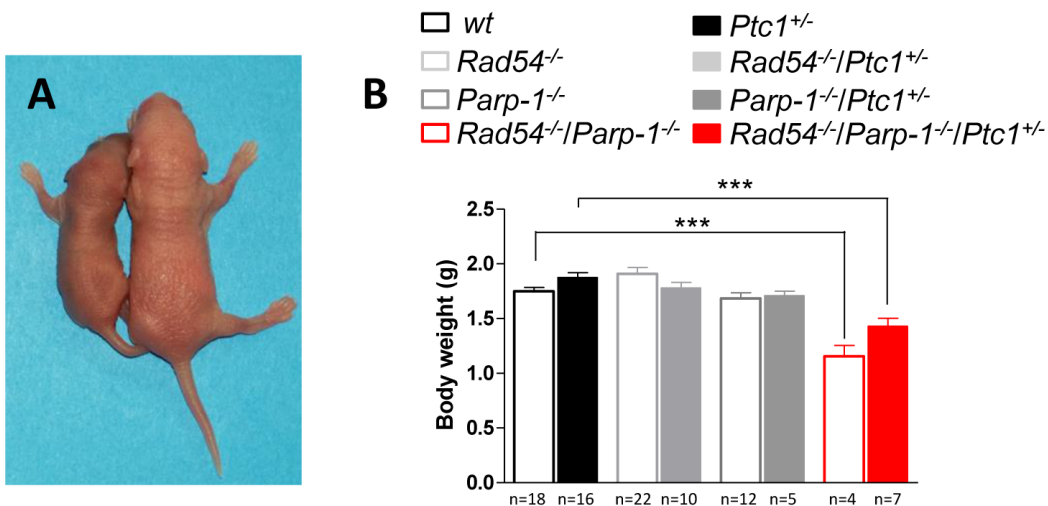 A
B
wt
Ptc1+/-
Rad54-/-
Rad54-/-/Ptc1+/-
Parp-1-/-
Parp-1-/-/Ptc1+/-
Rad54-/-/Parp-1-/-
Rad54-/-/Parp-1-/-/Ptc1+/-
***
***
Body weight (g)
2.5
2.0
1.5
1.0
0.5
0.0
n=18 n=16 n=22 n=10 n=12 n=5 n=4 n=7